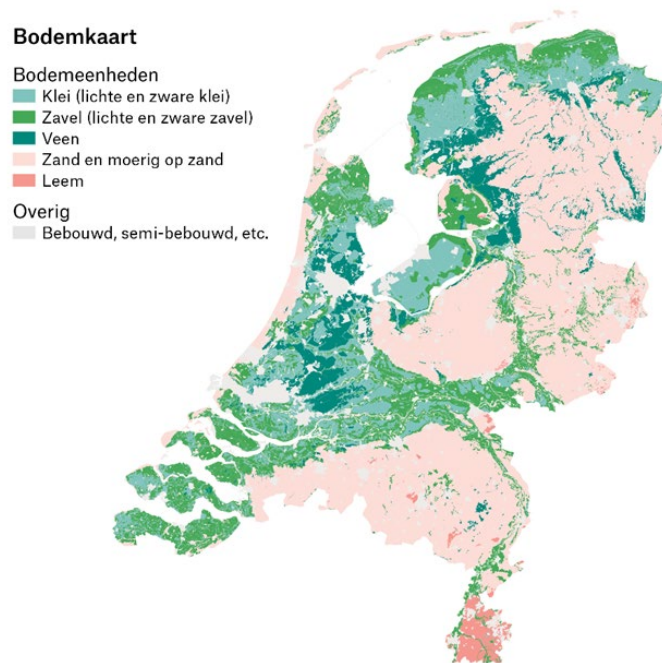 Bodemkaart
Bodemeenheden
Klei (lichte en zware klei)
Zavel (lichte en zware zavel)
Veen
Zand en moerig op zand
Leem
Overig
Bebouwd, semi-bebouwd, etc.